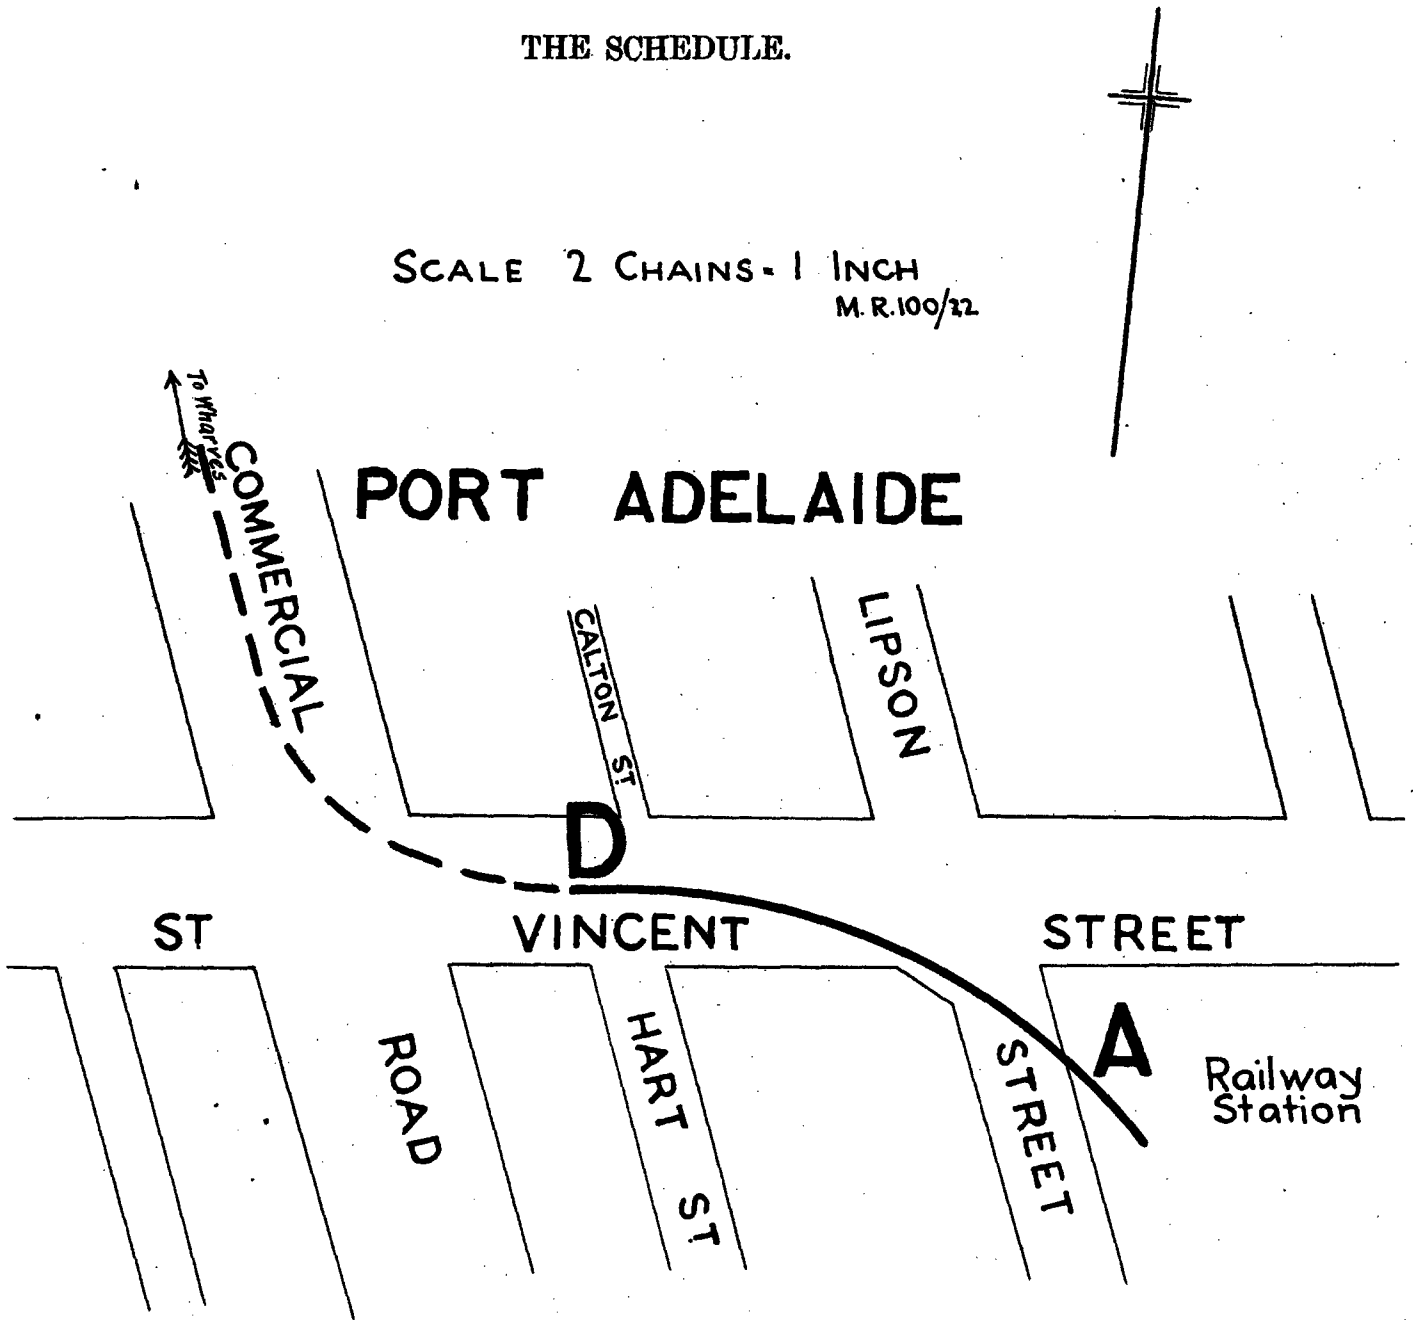 THE SCHEDULE.
SCALE 2 CHAINS = 1 INCH
M.R.100/22
To Wharves
COMMERCIAL
PORT ADELAIDE
CALTON ST.
LIPSON
D
ST VINCENT STREET
A
ROAD
HART ST.
STREET
Railway
Station